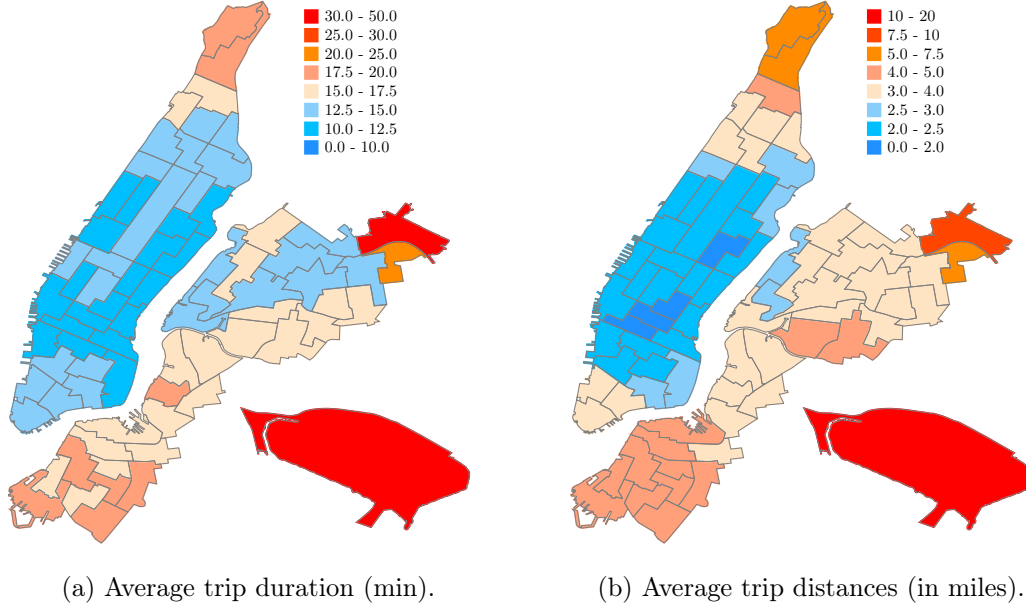 30.0 - 50.0
25.0 - 30.0
20.0 - 25.0
17.5 - 20.0
15.0 - 17.5
12.5 - 15.0
10.0 - 12.5
0.0 - 10.0
10 - 20
7.5 - 10
5.0 - 7.5
4.0 - 5.0
3.0 - 4.0
2.5 - 3.0
2.0 - 2.5
0.0 - 2.0
(a) Average trip duration (min).
(b) Average trip distances (in miles).